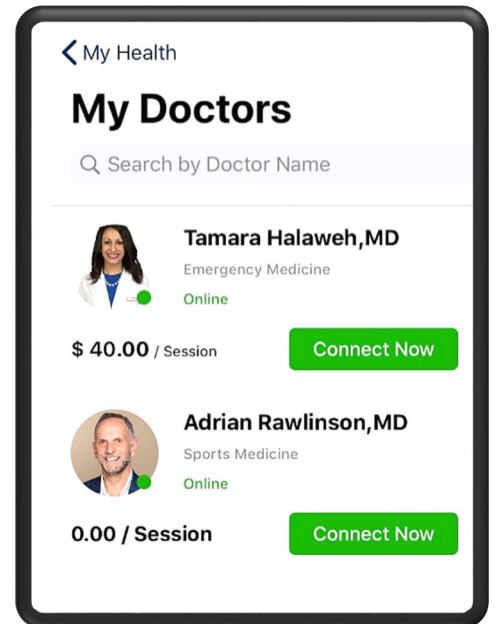 My Health
My Doctors
Search by Doctor Name
Tamara Halaweh,MD
Emergency Medicine
Online
$ 40.00 / Session
Connect Now
Adrian Rawlinson,MD
Sports Medicine
Online
0.00 / Session
Connect Now